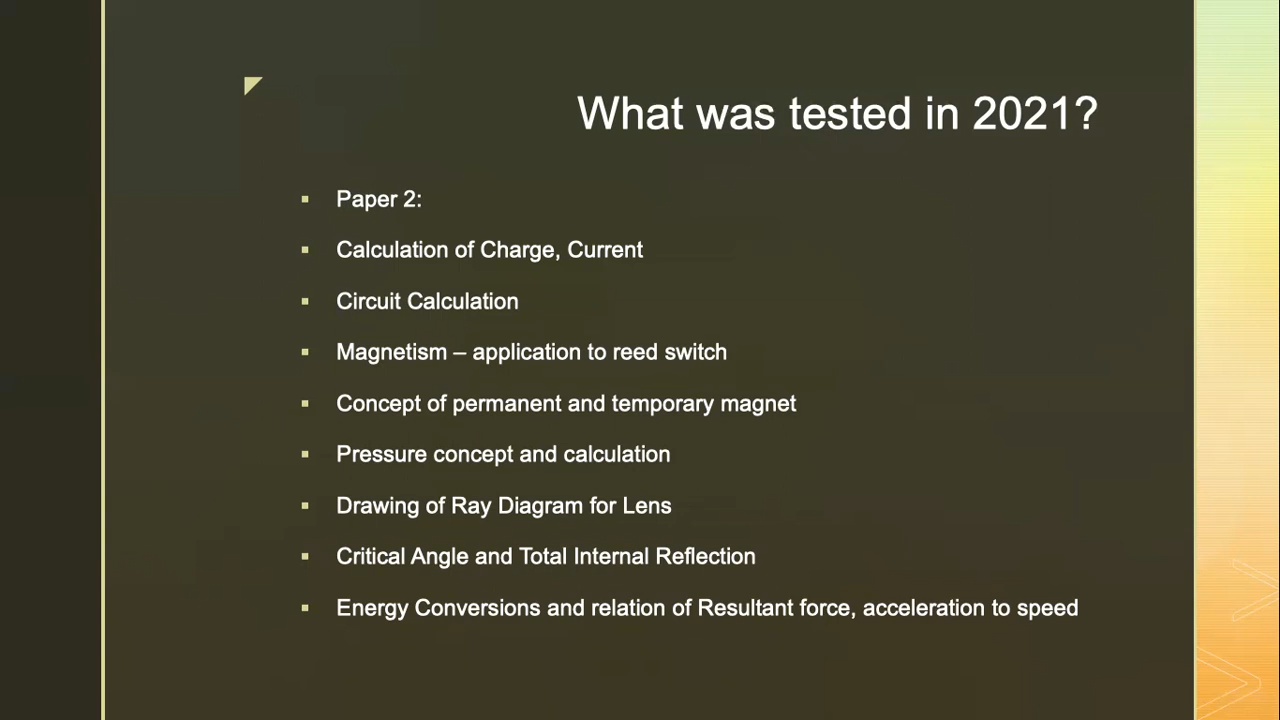 What was tested in 2021?
▪ Paper 2:
▪ Calculation of Charge, Current
▪ Circuit Calculation
▪ Magnetism – application to reed switch
▪ Concept of permanent and temporary magnet
▪ Pressure concept and calculation
▪ Drawing of Ray Diagram for Lens
▪ Critical Angle and Total Internal Reflection
▪ Energy Conversions and relation of Resultant force, acceleration to speed